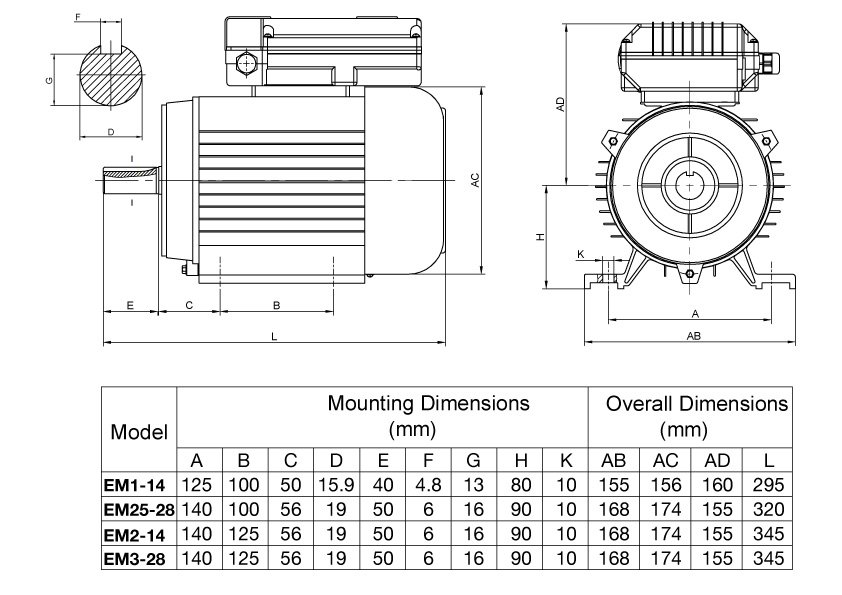 F
G
D
AC
E
C
B
L
AD
H
K
A
AB
Model
Mounting Dimensions
(mm)
Overall Dimensions
(mm)
A B C D E F G H K AB AC AD L
EM1-14 125 100 50 15.9 40 4.8 13 80 10 155 156 160 295
EM25-28 140 100 56 19 50 6 16 90 10 168 174 155 320
EM2-14 140 125 56 19 50 6 16 90 10 168 174 155 345
EM3-28 140 125 56 19 50 6 16 90 10 168 174 155 345